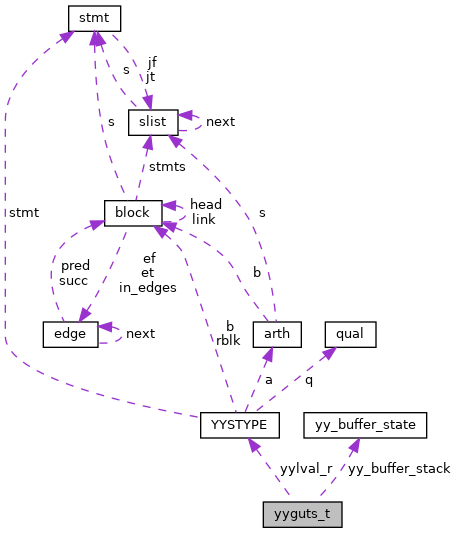 stmt
jf
jt
s
slist
next
s
stmts
block
head
link
s
stmt
pred
succ
ef
et
in_edges
b
edge
next
b
rblk
arth
qual
a
q
YYSTYPE
yy_buffer_state
yylval_r
yy_buffer_stack
yyguts_t